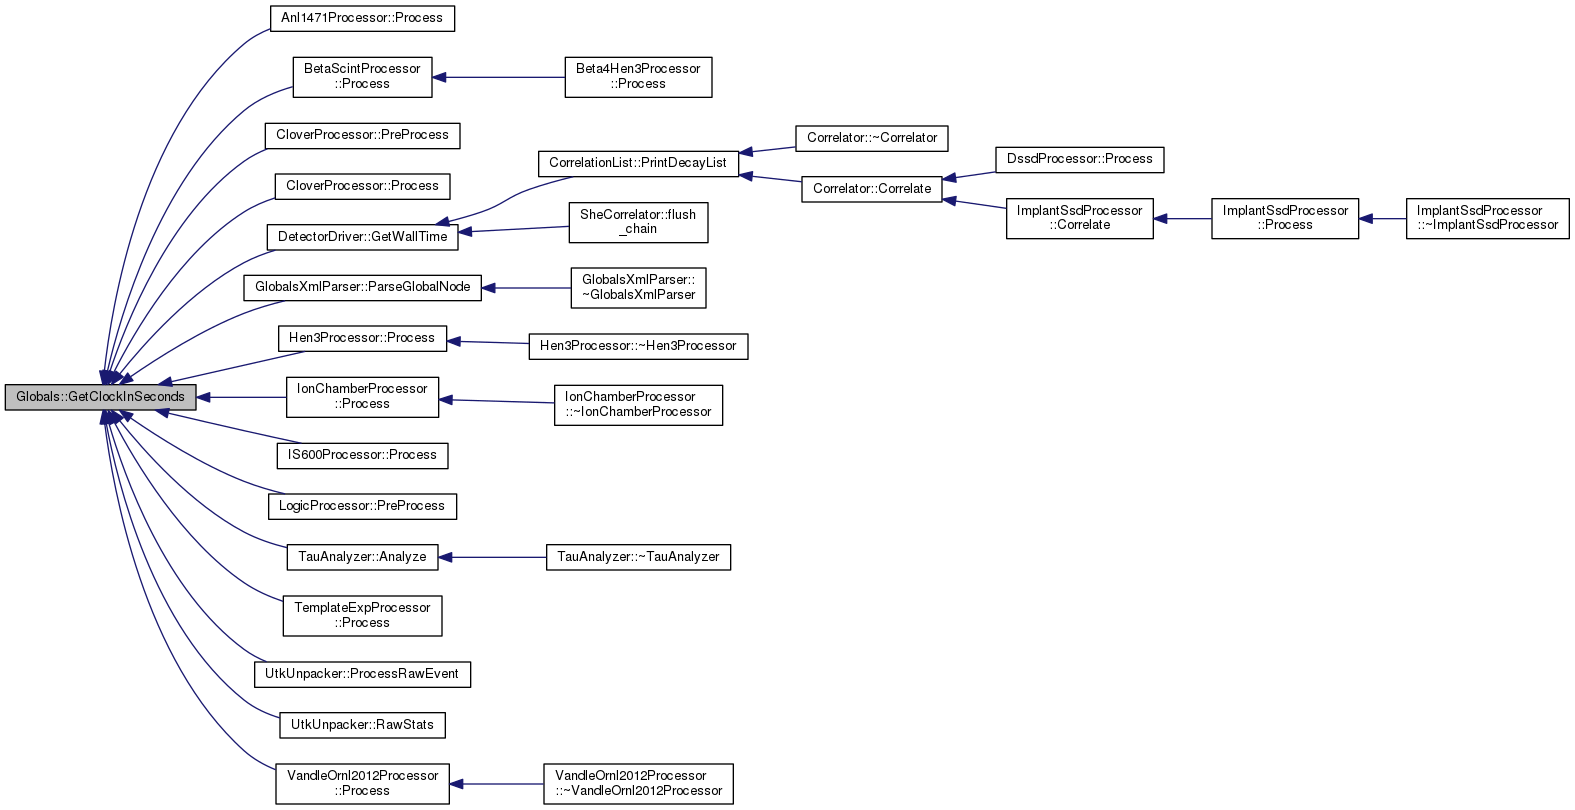 Anl1471Processor::Process
BetaScintProcessor
::Process
Beta4Hen3Processor
::Process
CloverProcessor::PreProcess
Correlator::~Correlator
CorrelationList::PrintDecayList
DssdProcessor::Process
CloverProcessor::Process
Correlator::Correlate
SheCorrelator::flush
_chain
ImplantSsdProcessor
::Correlate
ImplantSsdProcessor
::Process
ImplantSsdProcessor
::~ImplantSsdProcessor
DetectorDriver::GetWallTime
GlobalsXmlParser::ParseGlobalNode
GlobalsXmlParser::
~GlobalsXmlParser
Hen3Processor::Process
Hen3Processor::~Hen3Processor
Globals::GetClockInSeconds
IonChamberProcessor
::Process
IonChamberProcessor
::~IonChamberProcessor
IS600Processor::Process
LogicProcessor::PreProcess
TauAnalyzer::Analyze
TauAnalyzer::~TauAnalyzer
TemplateExpProcessor
::Process
UtkUnpacker::ProcessRawEvent
UtkUnpacker::RawStats
VandleOrnl2012Processor
::Process
VandleOrnl2012Processor
::~VandleOrnl2012Processor